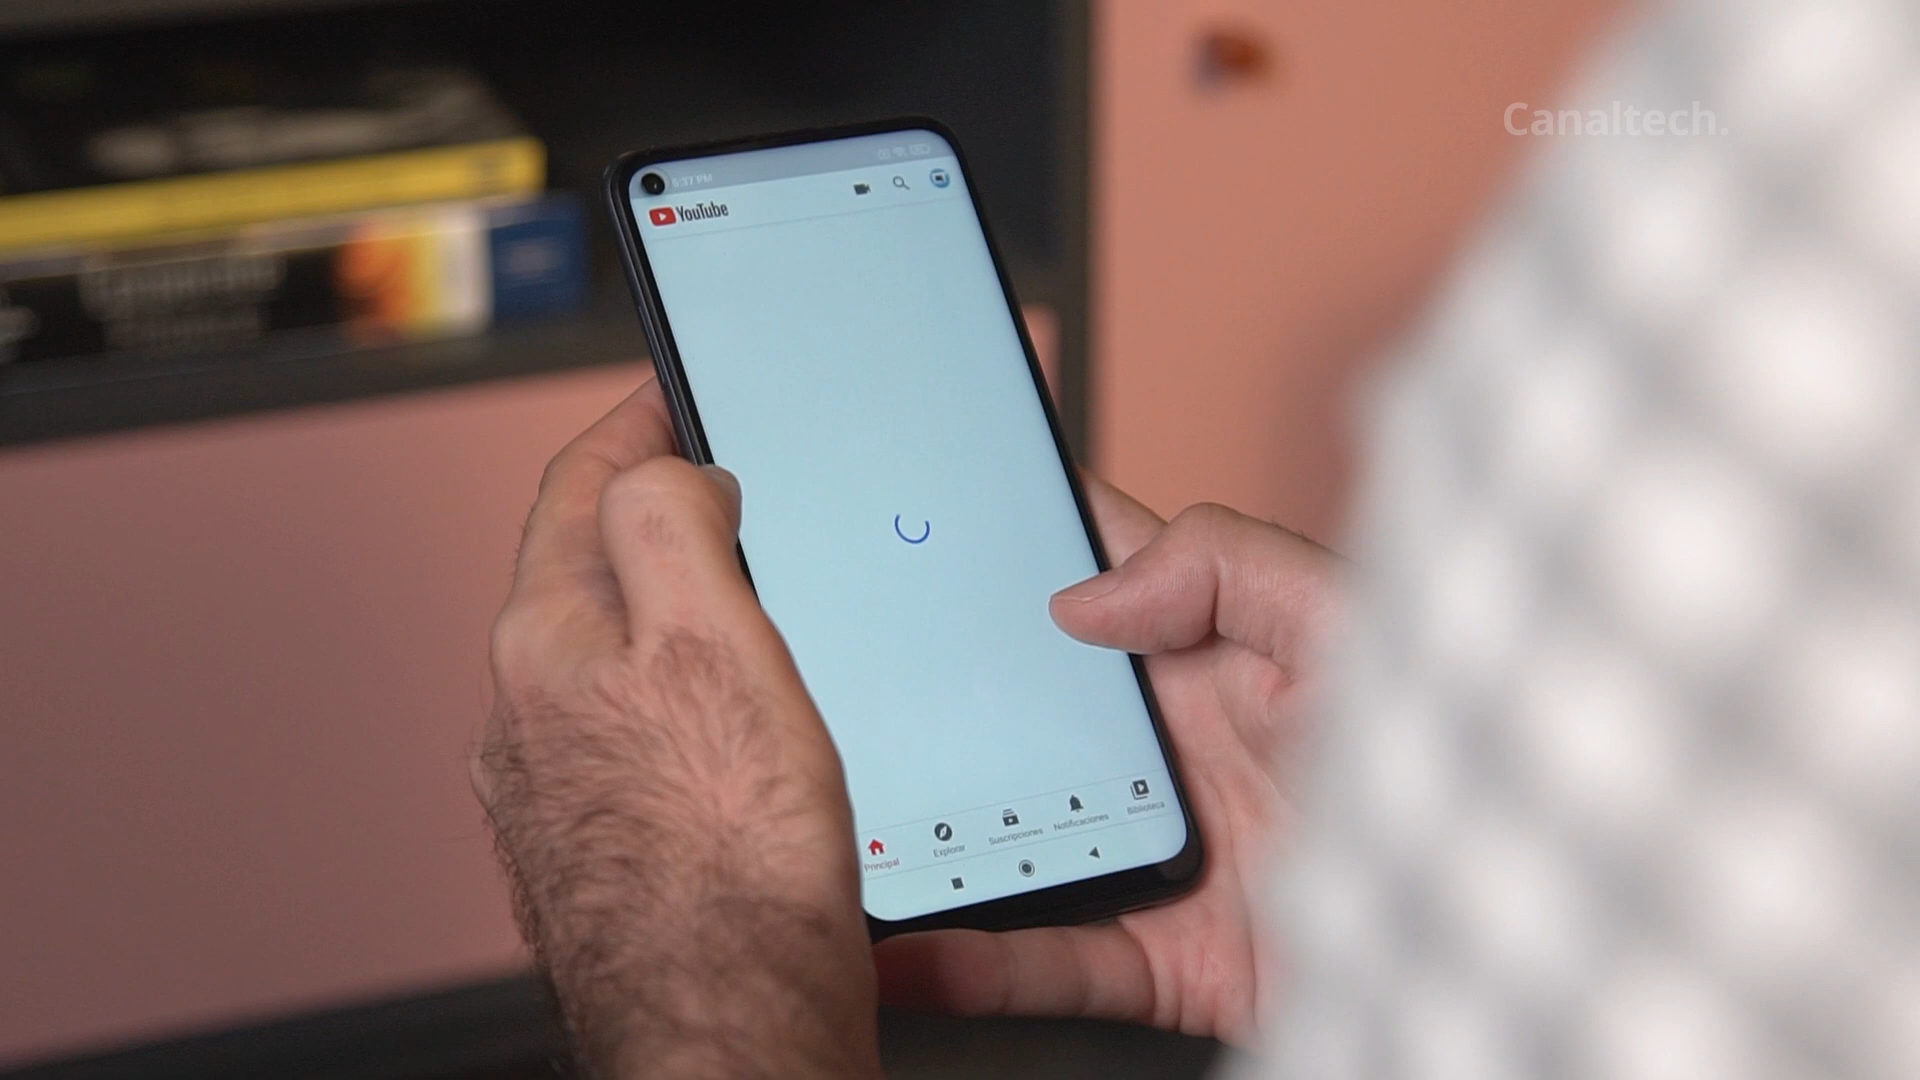 Canaltech.
5:37 PM
YouTube
Principal
Explorar
Suscripciones
Notificaciones
Biblioteca